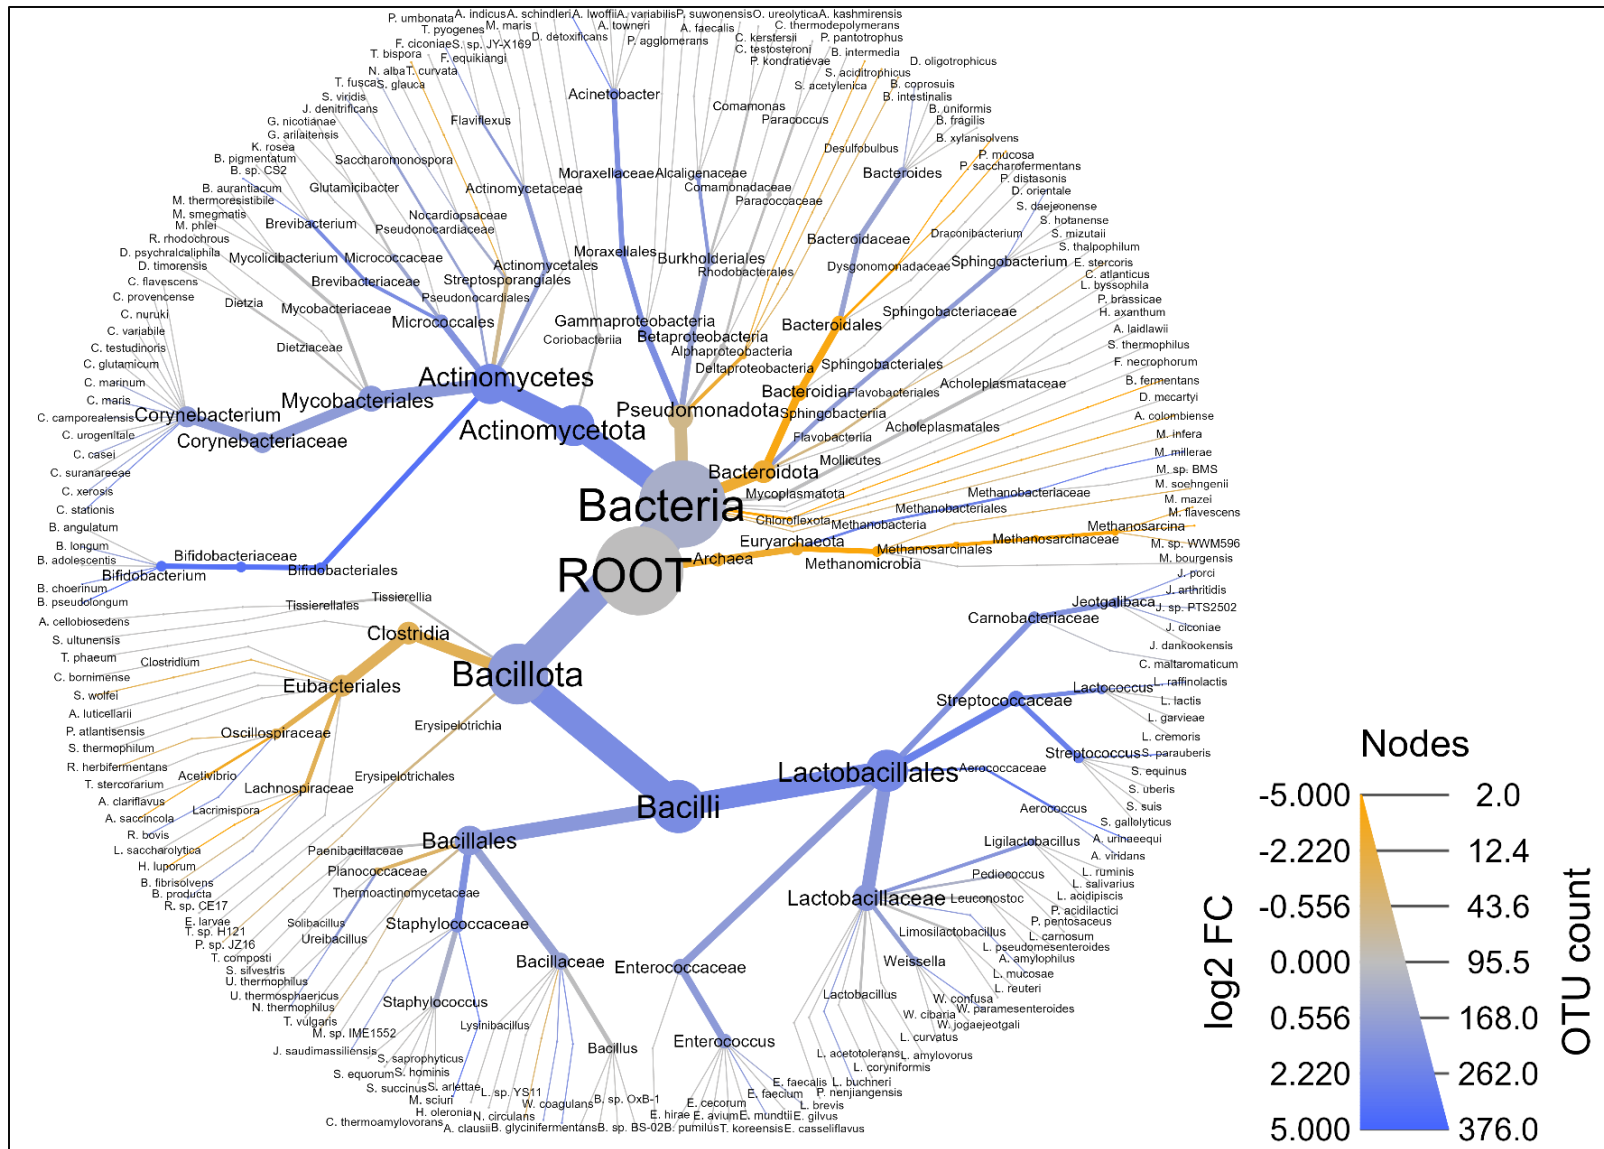 P. umbonata
A. indicus
A. schindleri
A. lwoffii
A. variabilis
P. suwonensis
O. ureolytica
A. kashmirensis
T. pyogenes
M. maris
A. towneri
A. faecalis
C. thermodepolymerans
F. ciconiae
S. sp. JY-X169
D. detoxificans
P. agglomerans
C. kerstersii
P. pantotrophus
T. bispora
F. equikiangi
C. testosteroni
B. intermedia
N. alba
T. curvata
P. kondratievae
D. oligotrophicus
T. fusca
S. glauca
S. aciditrophicus
S. viridis
S. acetylenica
B. coprosuis
J. denitrificans
Acinetobacter
Comamonas
B. intestinalis
G. nicotianae
Flaviflexus
Paracoccus
B. uniformis
G. arilaitensis
B. fragilis
K. rosea
Saccharomonospora
Desulfobulbus
B. xylanisolvens
B. pigmentatum
P. mucosa
B. sp. CS2
Moraxellaceae
Alcaligenaceae
Bacteroides
P. saccharofermentans
B. aurantiacum
Glutamicibacter
Actinomycetaceae
Comamonadaceae
P. distasonis
M. thermoresistibile
Paracoccaceae
D. orientale
M. smegmatis
Brevibacterium
Nocardiopsaceae
S. daejeonense
M. phlei
Pseudonocardiaceae
S. hotanense
R. rhodochrous
Bacteroidaceae
Draconibacterium
S. mizutaii
D. psychralcaliphila
Mycolicibacterium
Micrococcaceae
Moraxellales
Burkholderiales
S. thalpophilum
D. timorensis
Actinomycetales
Rhodobacterales
Dysgonomonadaceae
Sphingobacterium
E. stercoris
C. flavescens
Brevibacteriaceae
Streptosporangiales
C. atlanticus
C. provencense
Dietzia
Mycobacteriaceae
Pseudonocardiales
L. byssophila
C. nuruki
Micrococcales
Gammaproteobacteria
Bacteroidales
Sphingobacteriaceae
P. brassicae
C. variabile
Dietziaceae
Coriobacteriia
Betaproteobacteria
H. axanthum
C. testudinoris
Alphaproteobacteria
A. laidlawii
C. glutamicum
Deltaproteobacteria
Sphingobacteriales
S. thermophilus
C. marinum
Actinomycetes
Bacteroidia
Flavobacteriales
Acholeplasmataceae
F. necrophorum
C. maris
Mycobacteriales
Pseudomonadota
Sphingobacteriia
B. fermentans
C. camporealensis
Corynebacterium
Actinomycetota
Flavobacteriia
Acholeplasmatales
D. mccartyi
C. urogenitale
Corynebacteriaceae
Mollicutes
A. colombiense
C. casei
Bacteroidota
M. infera
C. suranareeae
Bacteria
Mycoplasmatota
Methanobacteriaceae
M. millerae
C. xerosis
Chloroflexota
Methanobacteriales
M. sp. BMS
C. stationis
Methanobacteria
M. soehngenii
B. angulatum
Euryarchaeota
Methanosarcina
M. mazei
B. longum
Bifidobacteriaceae
Archaea
Methanosarcinales
Methanosarcinaceae
M. flavescens
B. adolescentis
Bifidobacterium
Bifidobacteriales
ROOT
Methanomicrobia
M. sp. WWM596
B. choerinum
M. bourgensis
B. pseudolongum
Tissierellales
Tissierellia
J. porci
A. cellobiosedens
Clostridia
Carnobacteriaceae
Jeotgalibaca
J. arthritidis
S. ultunensis
J. sp. PTS2502
T. phaeum
Clostridium
J. ciconiae
C. bornimense
Eubacteriales
Bacillota
J. dankookensis
S. wolfei
C. maltaromaticum
A. luticellarii
Streptococcaceae
Lactococcus
L. raffinolactis
P. atlantisensis
Oscillospiraceae
Erysipelotrichia
L. lactis
S. thermophilum
L. garvieae
R. herbifermentans
Acetivibrio
Erysipelotrichales
L. cremoris
T. stercorarium
Lachnospiraceae
Lactobacillales
Aerococcaceae
Streptococcus
S. parauberis
A. clariflavus
Lacrimispora
Bacilli
S. equinus
A. saccincola
Aerococcus
S. uberis
R. bovis
Bacillales
S. suis
L. saccharolytica
Paenibacillaceae
S. gallolyticus
H. luporum
Planococcaceae
Ligilactobacillus
A. urinaeequi
B. fibrisolvens
Thermoactinomycetaceae
A. viridans
B. producta
Lactobacillaceae
Pediococcus
L. ruminis
R. sp. CE17
Solibacillus
Staphylococcaceae
Leuconostoc
L. salivarius
E. larvae
L. acidipiscis
T. sp. H121
Ureibacillus
Limosilactobacillus
P. acidilactici
P. sp. JZ16
P. pentosaceus
T. composti
Bacillaceae
Enterococcaceae
Weissella
L. carnosum
S. silvestris
L. pseudomesenteroides
U. thermophilus
A. amylophilus
U. thermosphaericus
Staphylococcus
Lactobacillus
L. mucosae
N. thermophilus
L. reuteri
T. vulgaris
Lysinibacillus
W. confusa
M. sp. IME1552
Bacillus
Enterococcus
W. paramesenteroides
J. saudimassiliensis
W. cibaria
S. saprophyticus
W. jogaejeotgali
S. equorum
S. hominis
L. curvatus
S. succinus
S. arlettae
L. acetotolerans
L. amylovorus
M. sciuri
L. sp. YS11
L. coryniformis
H. oleronia
W. coagulans
B. sp. OxB-1
E. cecorum
E. faecalis
L. buchneri
C. thermoamylovorans
N. circulans
E. faecium
P. nenjiangensis
A. clausii
B. glycinifermentans
B. sp. BS-02
B. pumilus
E. hirae
E. avium
E. mundtii
L. brevis
E. gilvus
T. koreensis
E. casseliflavus
Nodes
-5.000 2.0
-2.220 12.4
-0.556 43.6
0.000 95.5
0.556 168.0
2.220 262.0
5.000 376.0
log2 FC
OTU count